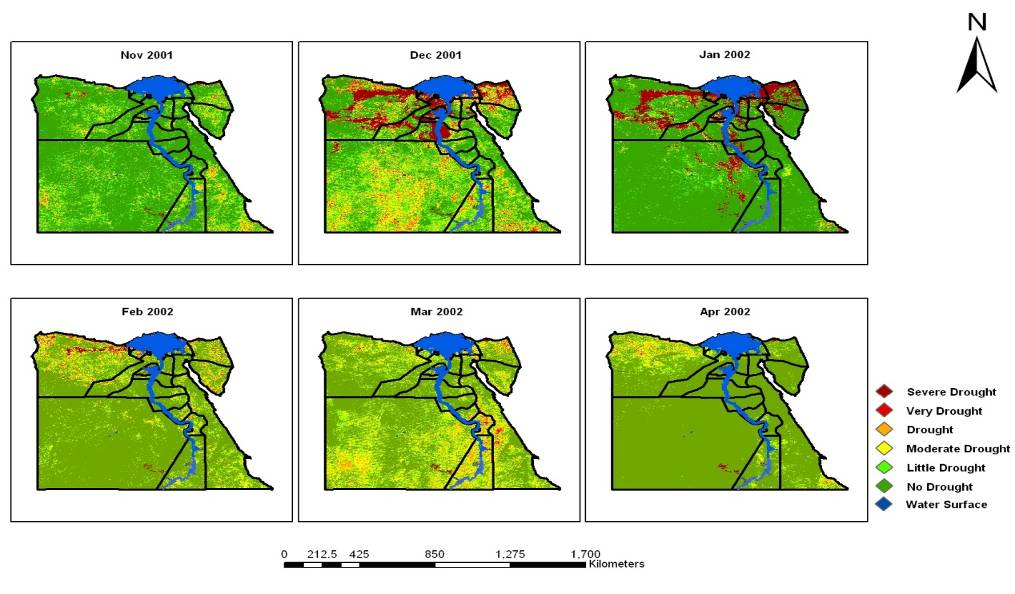 N
Nov 2001
Dec 2001
Jan 2002
Feb 2002
Mar 2002
Apr 2002
Severe Drought
Very Drought
Drought
Moderate Drought
Little Drought
No Drought
Water Surface
0 212.5 425 850 1,275 1,700
Kilometers